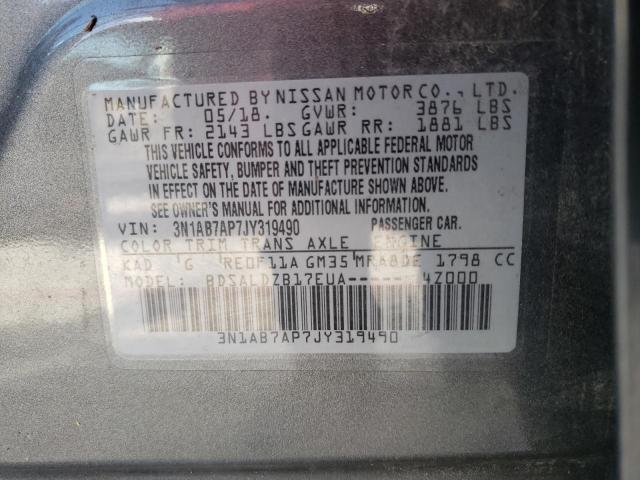 MANUFACTURED BY NISSAN MOTOR CO., LTD.
DATE: 05/18. GVWR: 3876 LBS
GAWR FR: 2143 LBS GAWR RR: 1881 LBS
THIS VEHICLE CONFORMS TO ALL APPLICABLE FEDERAL MOTOR
VEHICLE SAFETY, BUMPER AND THEFT PREVENTION STANDARDS
IN EFFECT ON THE DATE OF MANUFACTURE SHOWN ABOVE.
SEE OWNER'S MANUAL FOR ADDITIONAL INFORMATION.
VIN: 3N1AB7AP7JY319490 PASSENGER CAR.
COLOR TRIM TRANS AXLE ENGINE
KAD G RE0F11A GM35 MRA8DE 1798 CC
MODEL: BDSALDZB17EUA-----4Z000
3N1AB7AP7JY319490